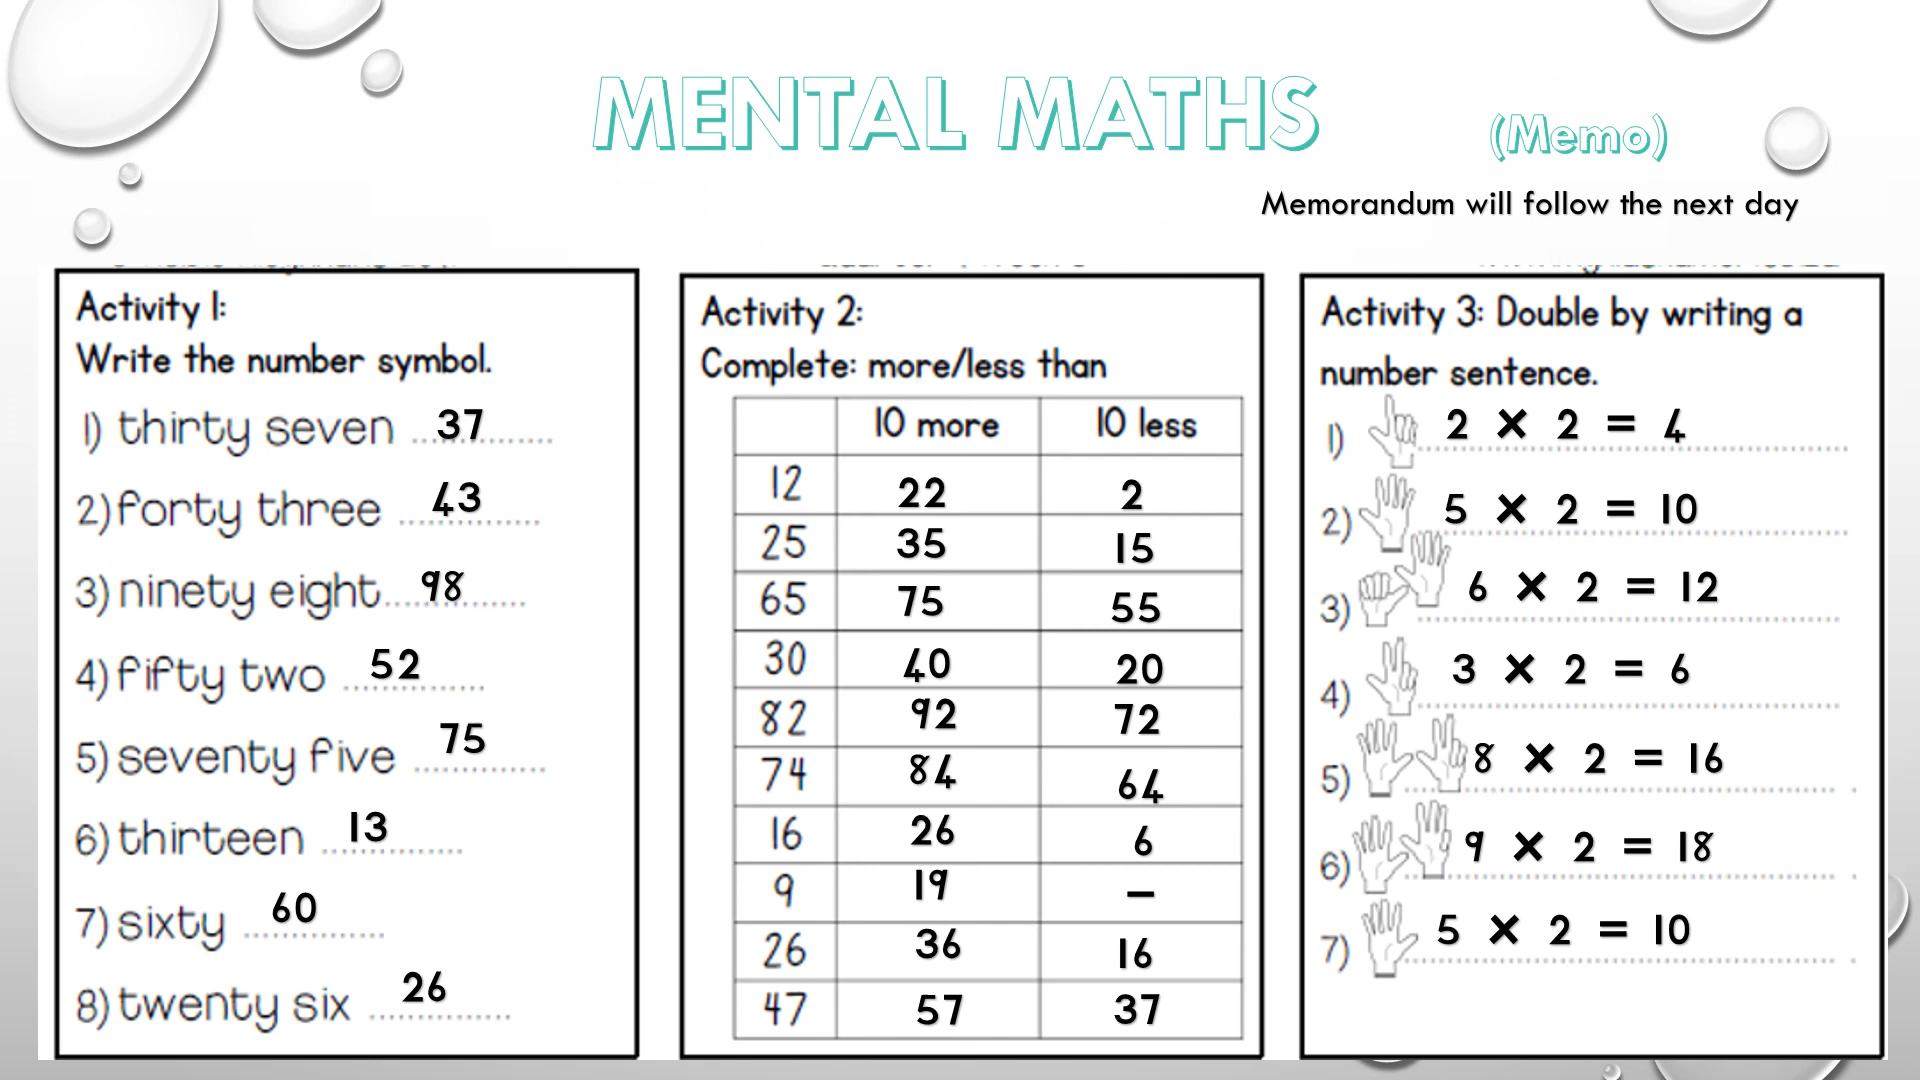 MENTAL MATHS
(Memo)
Memorandum will follow the next day
Activity 1:
Write the number symbol.
1) thirty seven .............. 37
2) forty three .............. 43
3) ninety eight .............. 98
4) fifty two .............. 52
5) seventy five .............. 75
6) thirteen .............. 13
7) sixty .............. 60
8) twenty six .............. 26
Activity 2:
Complete: more/less than
10 more 10 less
12 22 2
25 35 15
65 75 55
30 40 20
82 92 72
74 84 64
16 26 6
9 19 –
26 36 16
47 57 37
Activity 3: Double by writing a
number sentence.
1) 2 × 2 = 4
2) 5 × 2 = 10
3) 6 × 2 = 12
4) 3 × 2 = 6
5) 8 × 2 = 16
6) 9 × 2 = 18
7) 5 × 2 = 10